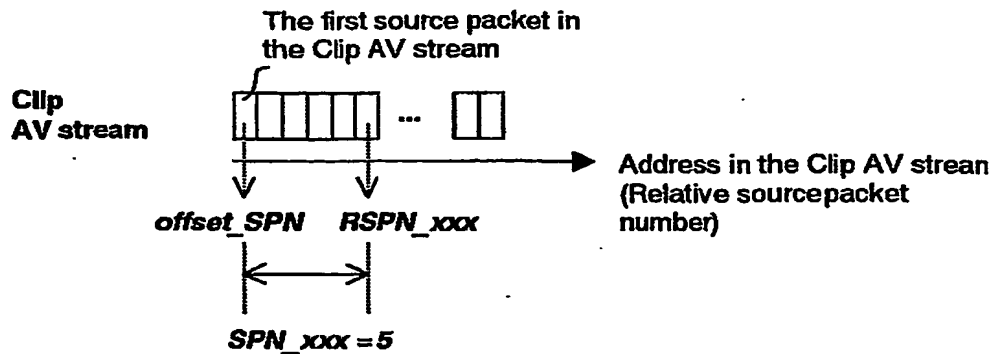 The first source packet in
the Clip AV stream
Clip
AV stream
...
Address in the Clip AV strean
(Relative sourcepacket
number)
offset_SPN RSPN_xxx
SPN_xxx = 5